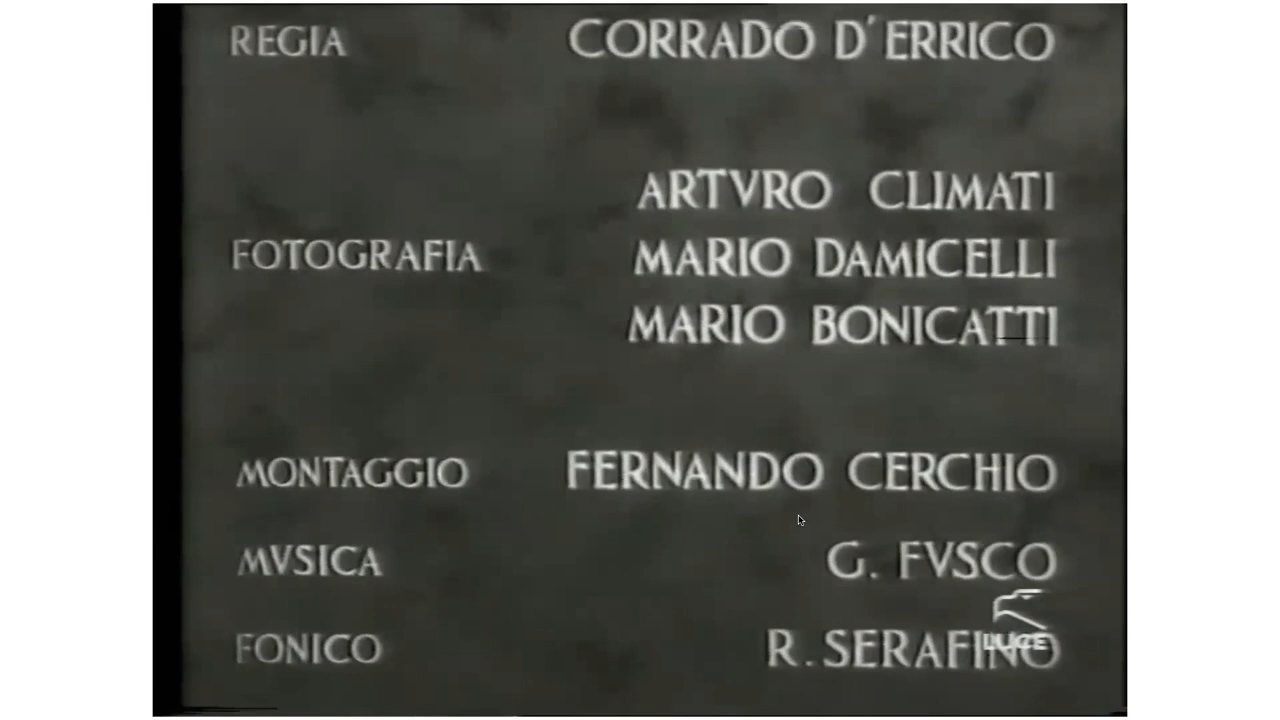 REGIA CORRADO D'ERRICO
ARTVRO CLIMATI
FOTOGRAFIA MARIO DAMICELLI
MARIO BONICATTI
MONTAGGIO FERNANDO CERCHIO
MVSICA G. FVSCO
FONICO R. SERAFINO
LUCE